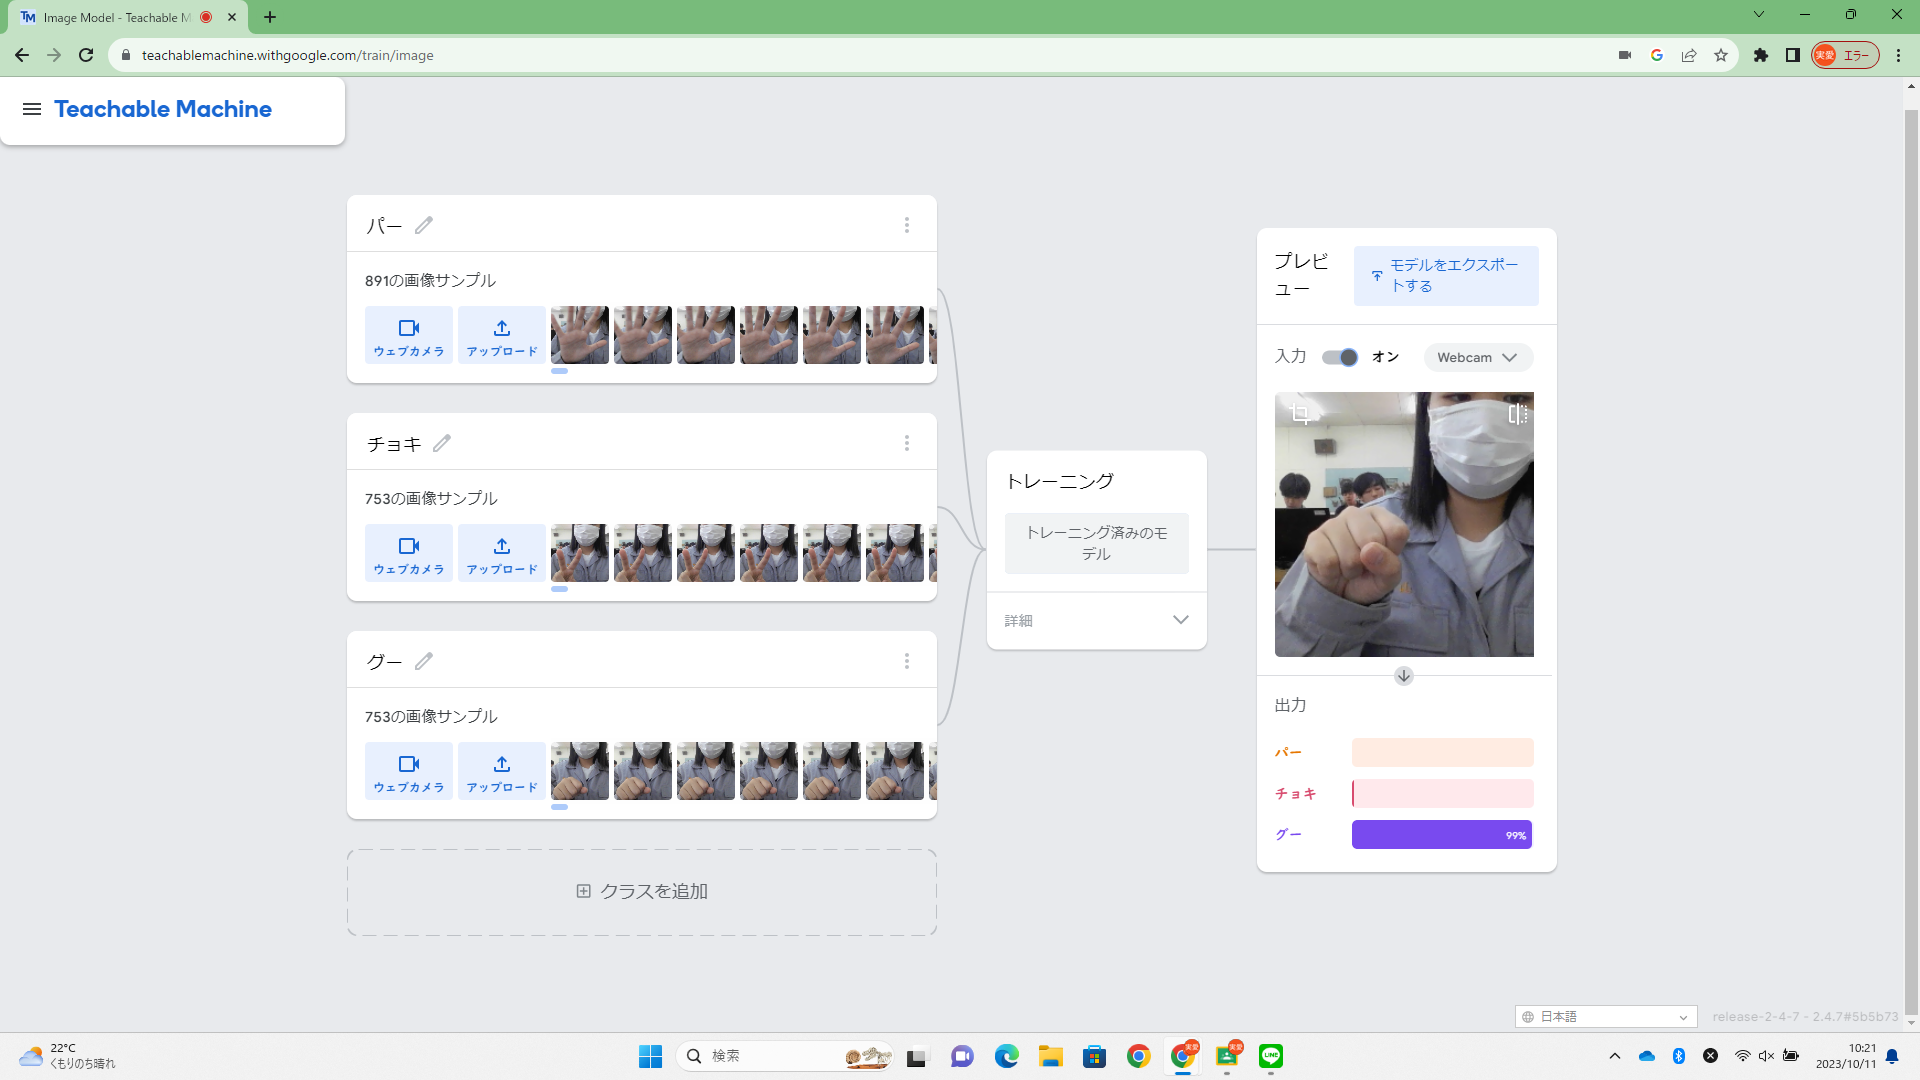 Image Model - Teachable M
teachablemachine.withgoogle.com/train/image
実愛 エラー
Teachable Machine
パー
891の画像サンプル
ウェブカメラ
アップロード
チョキ
753の画像サンプル
ウェブカメラ
アップロード
グー
753の画像サンプル
ウェブカメラ
アップロード
クラスを追加
トレーニング
トレーニング済みのモ
デル
詳細
プレビ
ュー
モデルをエクスポー
トする
入力
オン
Webcam
出力
パー
チョキ
グー
99%
日本語
release-2-4-7 - 2.4.7#5b5b73
22°C
くもりのち晴れ
検索
実愛
実愛
LINE
10:21
2023/10/11